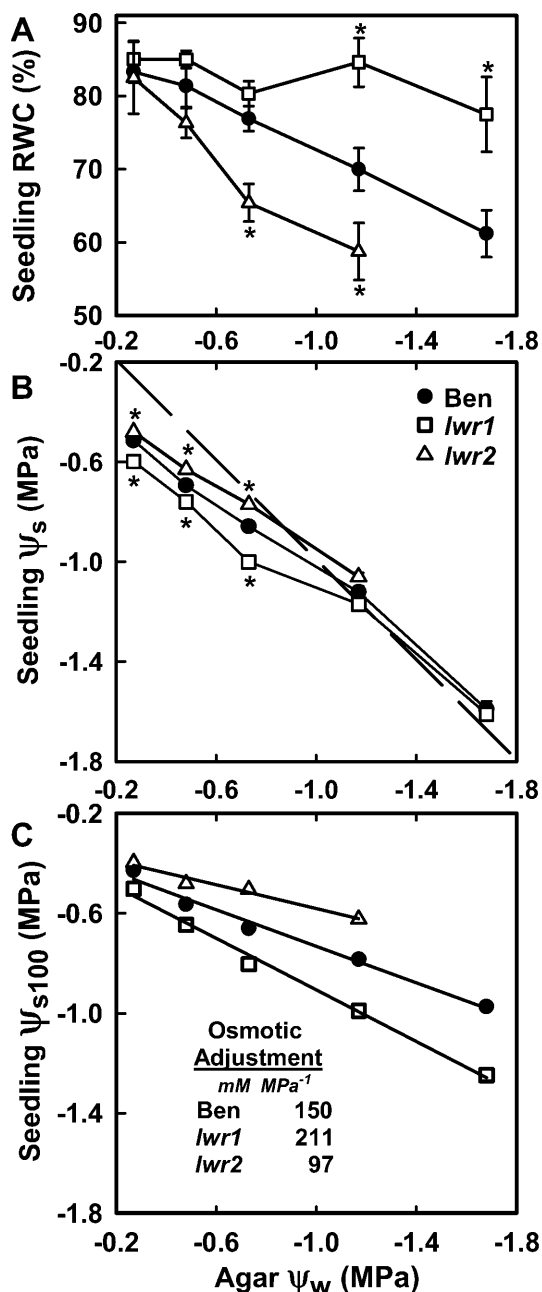 A
Seedling RWC (%)
90
80
70
60
50
* *
* *
-0.2 -0.6 -1.0 -1.4 -1.8
B
Seedling Ψs (MPa)
-0.2
-0.6
-1.0
-1.4
-1.8
Ben
lwr1
lwr2
* * *
* * *
-0.2 -0.6 -1.0 -1.4 -1.8
C
Seedling Ψs100 (MPa)
-0.2
-0.6
-1.0
-1.4
-1.8
Osmotic
Adjustment
mM MPa⁻¹
Ben 150
lwr1 211
lwr2 97
-0.2 -0.6 -1.0 -1.4 -1.8
Agar Ψw (MPa)